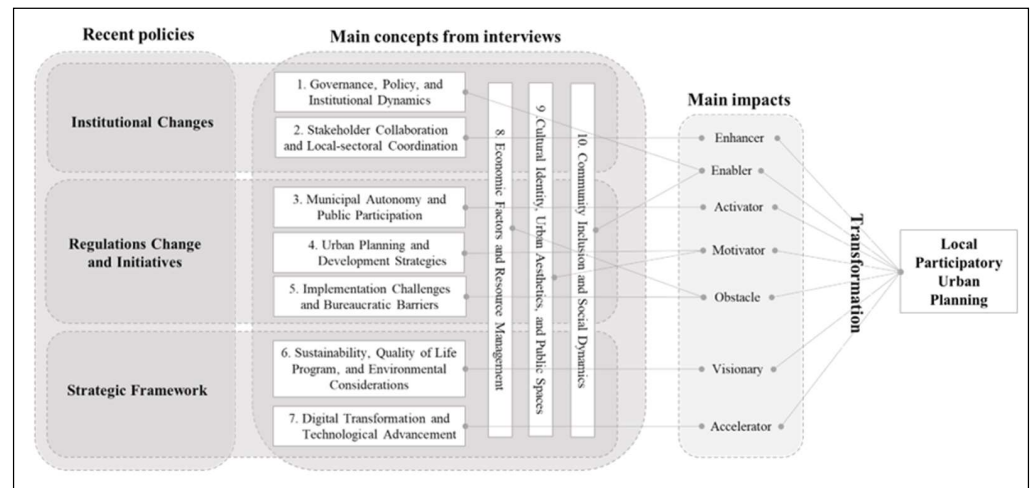 Recent policies
Main concepts from interviews
Institutional Changes
Regulations Change
and Initiatives
Strategic Framework
1. Governance, Policy, and
Institutional Dynamics
2. Stakeholder Collaboration
and Local-sectoral Coordination
3. Municipal Autonomy and
Public Participation
4. Urban Planning and
Development Strategies
5. Implementation Challenges
and Bureaucratic Barriers
6. Sustainability, Quality of Life
Program, and Environmental
Considerations
7. Digital Transformation and
Technological Advancement
8. Economic Factors and Resource Management
9. Cultural Identity, Urban Aesthetics, and Public Spaces
10. Community Inclusion and Social Dynamics
Main impacts
Enhancer
Enabler
Activator
Motivator
Obstacle
Visionary
Accelerator
Transformation
Local
Participatory
Urban
Planning